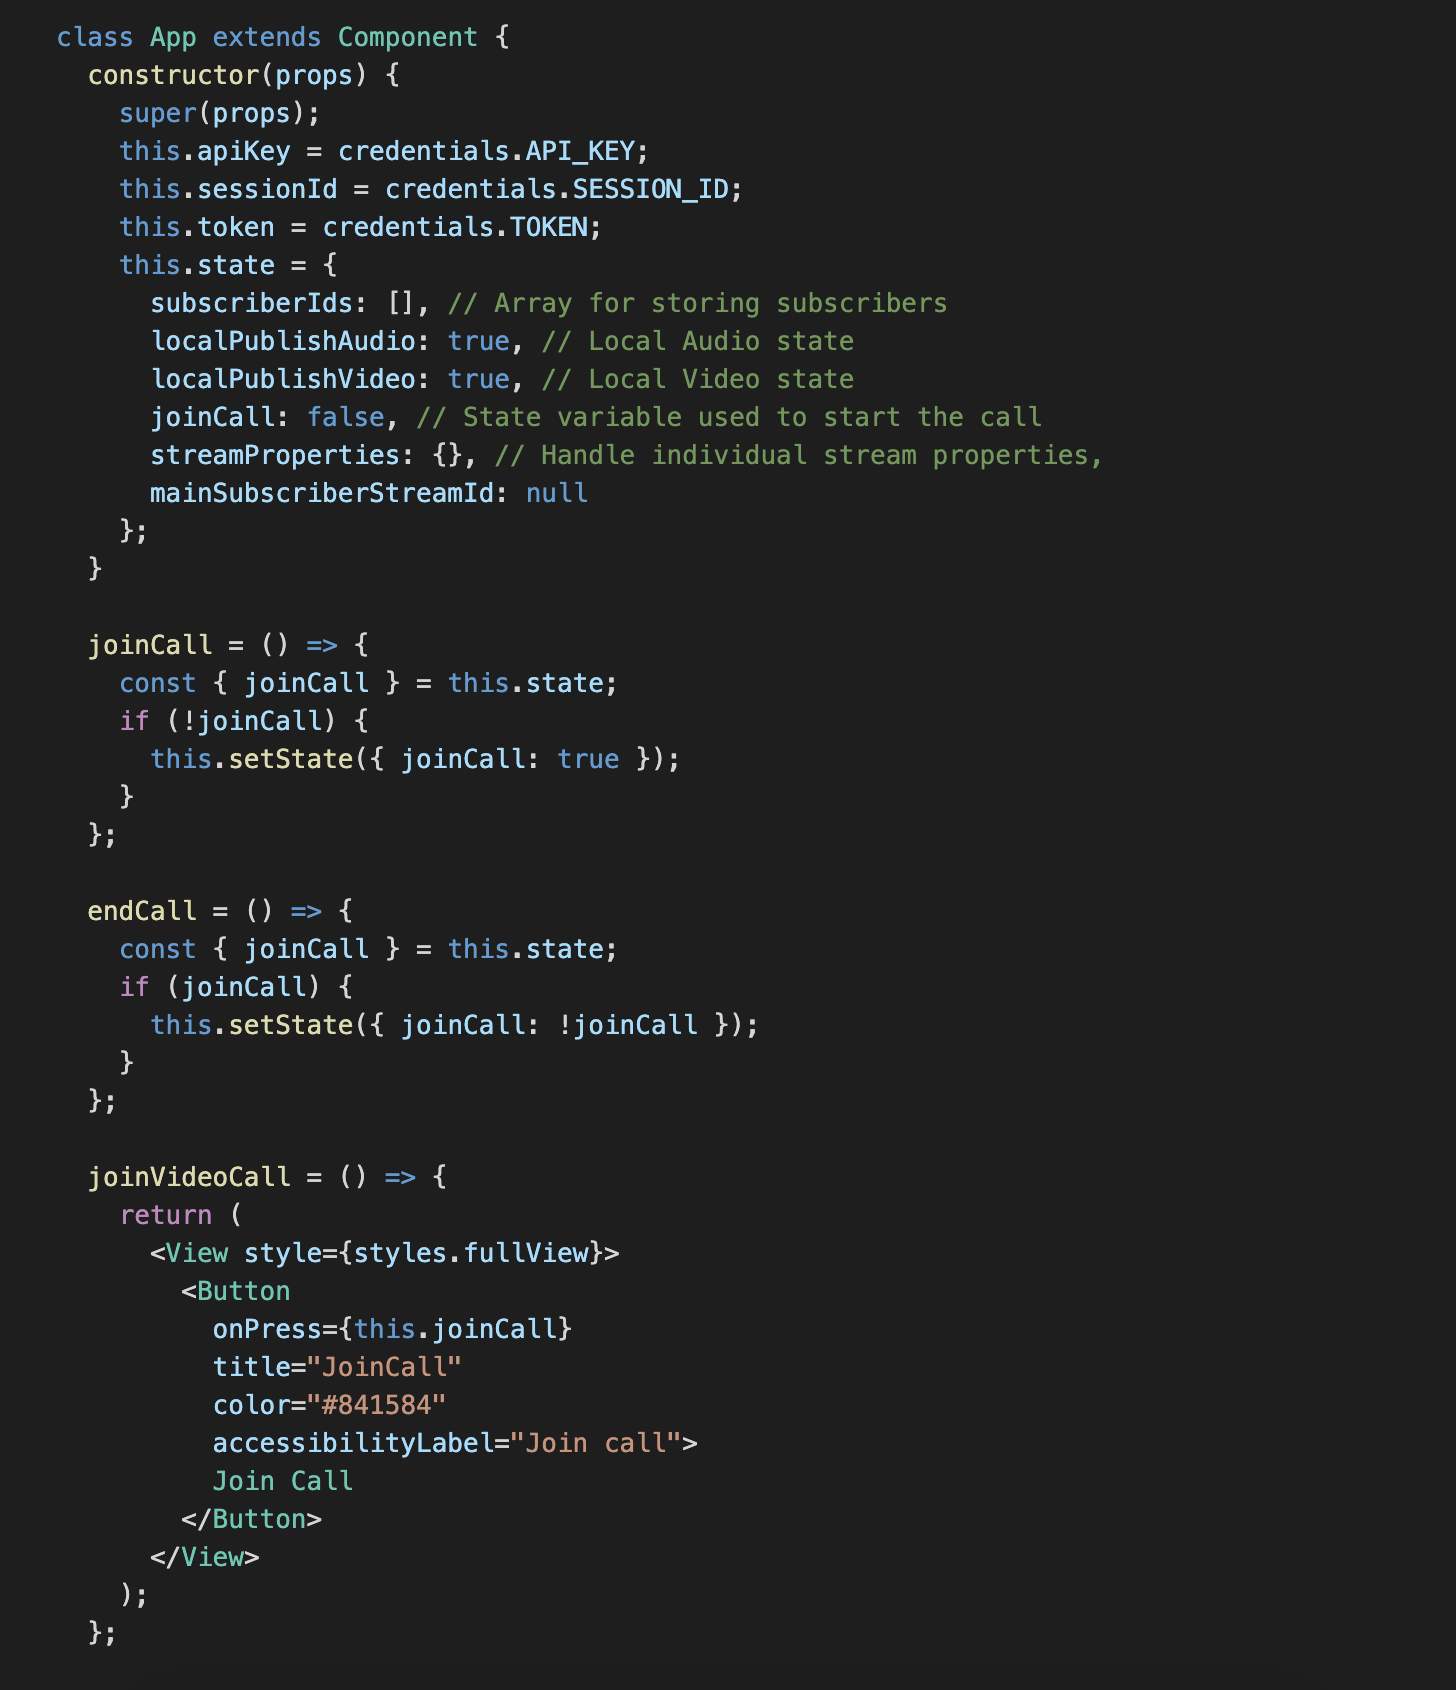 class App extends Component {
  constructor(props) {
    super(props);
    this.apiKey = credentials.API_KEY;
    this.sessionId = credentials.SESSION_ID;
    this.token = credentials.TOKEN;
    this.state = {
      subscriberIds: [], // Array for storing subscribers
      localPublishAudio: true, // Local Audio state
      localPublishVideo: true, // Local Video state
      joinCall: false, // State variable used to start the call
      streamProperties: {}, // Handle individual stream properties,
      mainSubscriberStreamId: null
    };
  }

  joinCall = () => {
    const { joinCall } = this.state;
    if (!joinCall) {
      this.setState({ joinCall: true });
    }
  };

  endCall = () => {
    const { joinCall } = this.state;
    if (joinCall) {
      this.setState({ joinCall: !joinCall });
    }
  };

  joinVideoCall = () => {
    return (
      <View style={styles.fullView}>
        <Button
          onPress={this.joinCall}
          title="JoinCall"
          color="#841584"
          accessibilityLabel="Join call">
          Join Call
        </Button>
      </View>
    );
  };